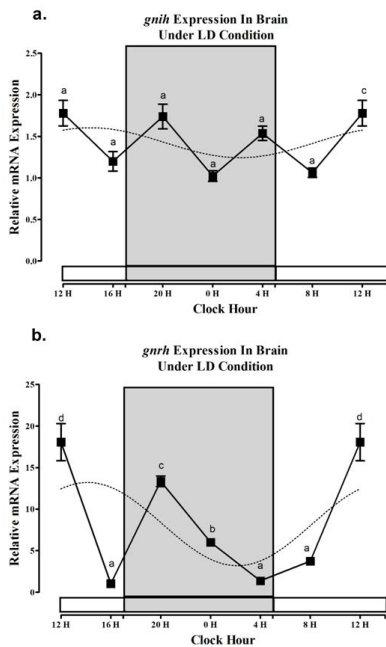 a.
gnih Expression In Brain
Under LD Condition
Relative mRNA Expression
2.5
2.0
1.5
1.0
0.5
0.0
a
a
a
a
a
a
c
12 H
16 H
20 H
0 H
4 H
8 H
12 H
Clock Hour
b.
gnrh Expression In Brain
Under LD Condition
Relative mRNA Expression
25
20
15
10
5
0
d
a
c
b
a
a
d
12 H
16 H
20 H
0 H
4 H
8 H
12 H
Clock Hour